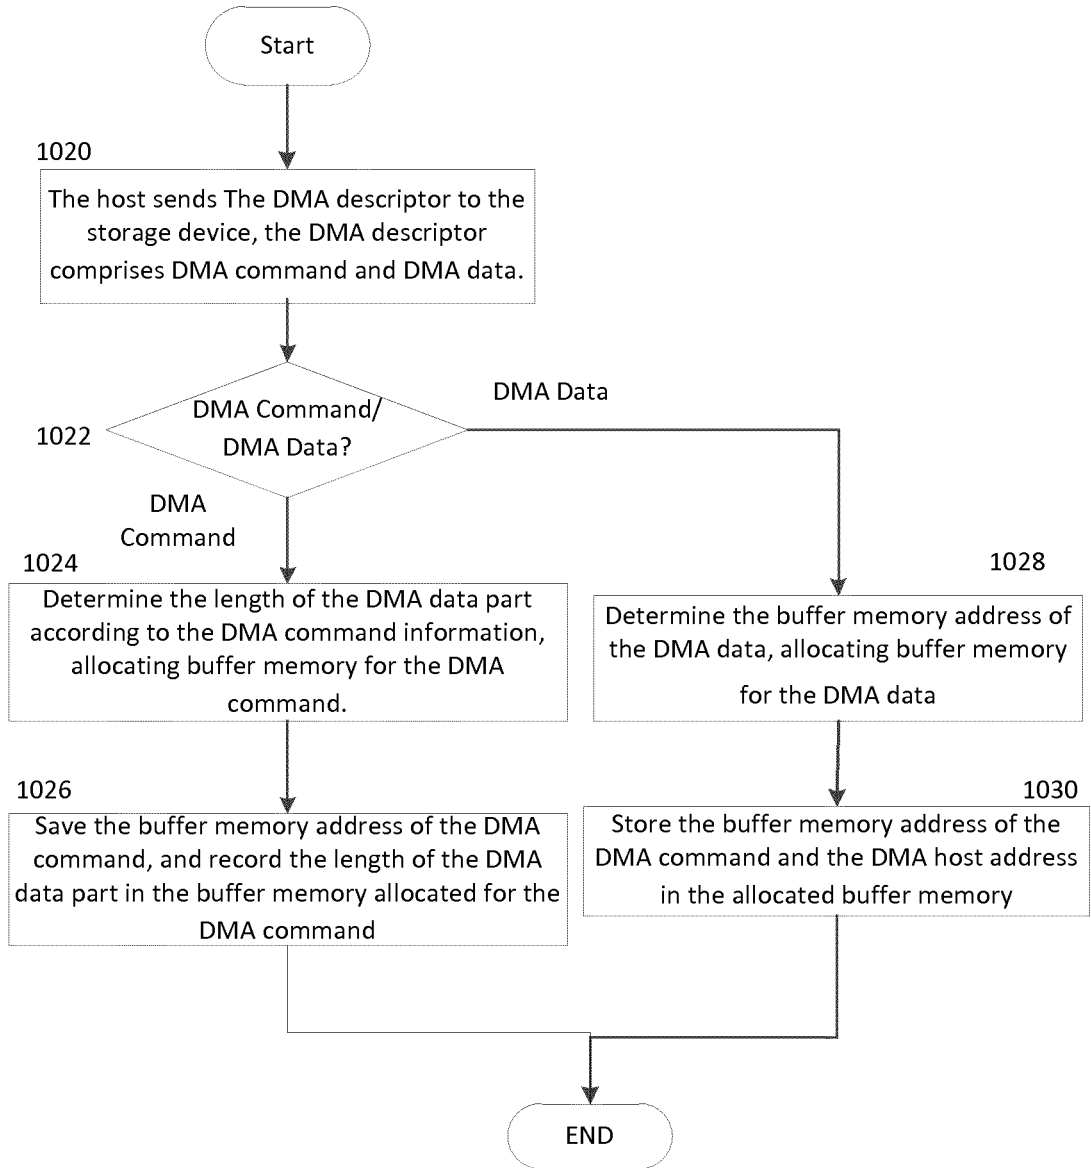 Start
1020
The host sends The DMA descriptor to the
storage device, the DMA descriptor
comprises DMA command and DMA data.
DMA Command/
DMA Data?
1022
DMA Data
DMA
Command
1024
Determine the length of the DMA data part
according to the DMA command information,
allocating buffer memory for the DMA
command.
1028
Determine the buffer memory address of
the DMA data, allocating buffer memory
for the DMA data
1026
Save the buffer memory address of the DMA
command, and record the length of the DMA
data part in the buffer memory allocated for the
DMA command
1030
Store the buffer memory address of the
DMA command and the DMA host address
in the allocated buffer memory
END